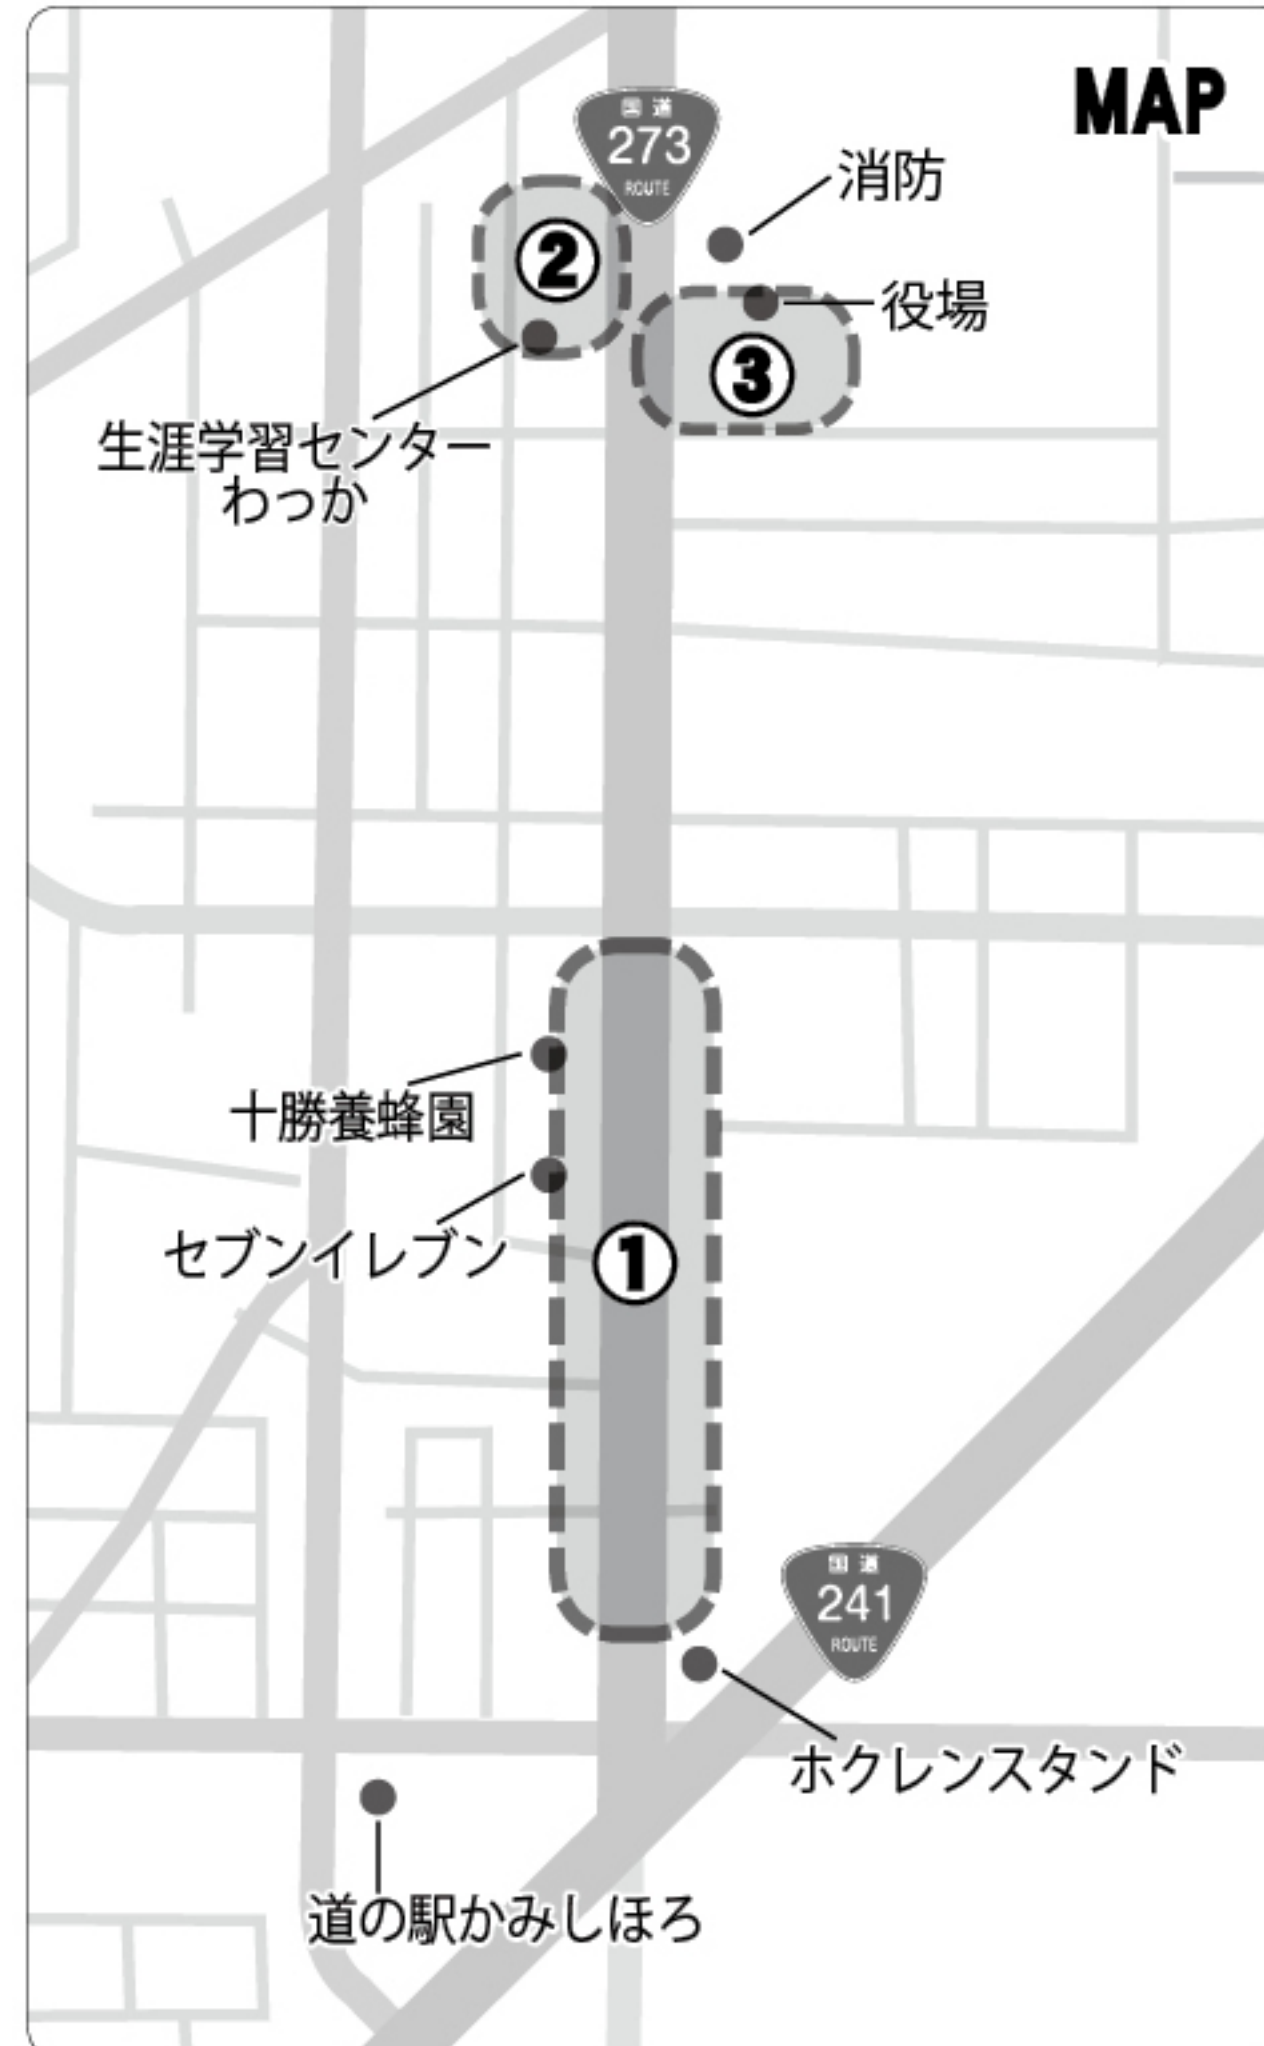 MAP
国道
273
ROUTE
消防
②
役場
③
生涯学習センター
わっか
十勝養蜂園
セブンイレブン
①
国道
241
ROUTE
ホクレンスタンド
道の駅かみしほろ